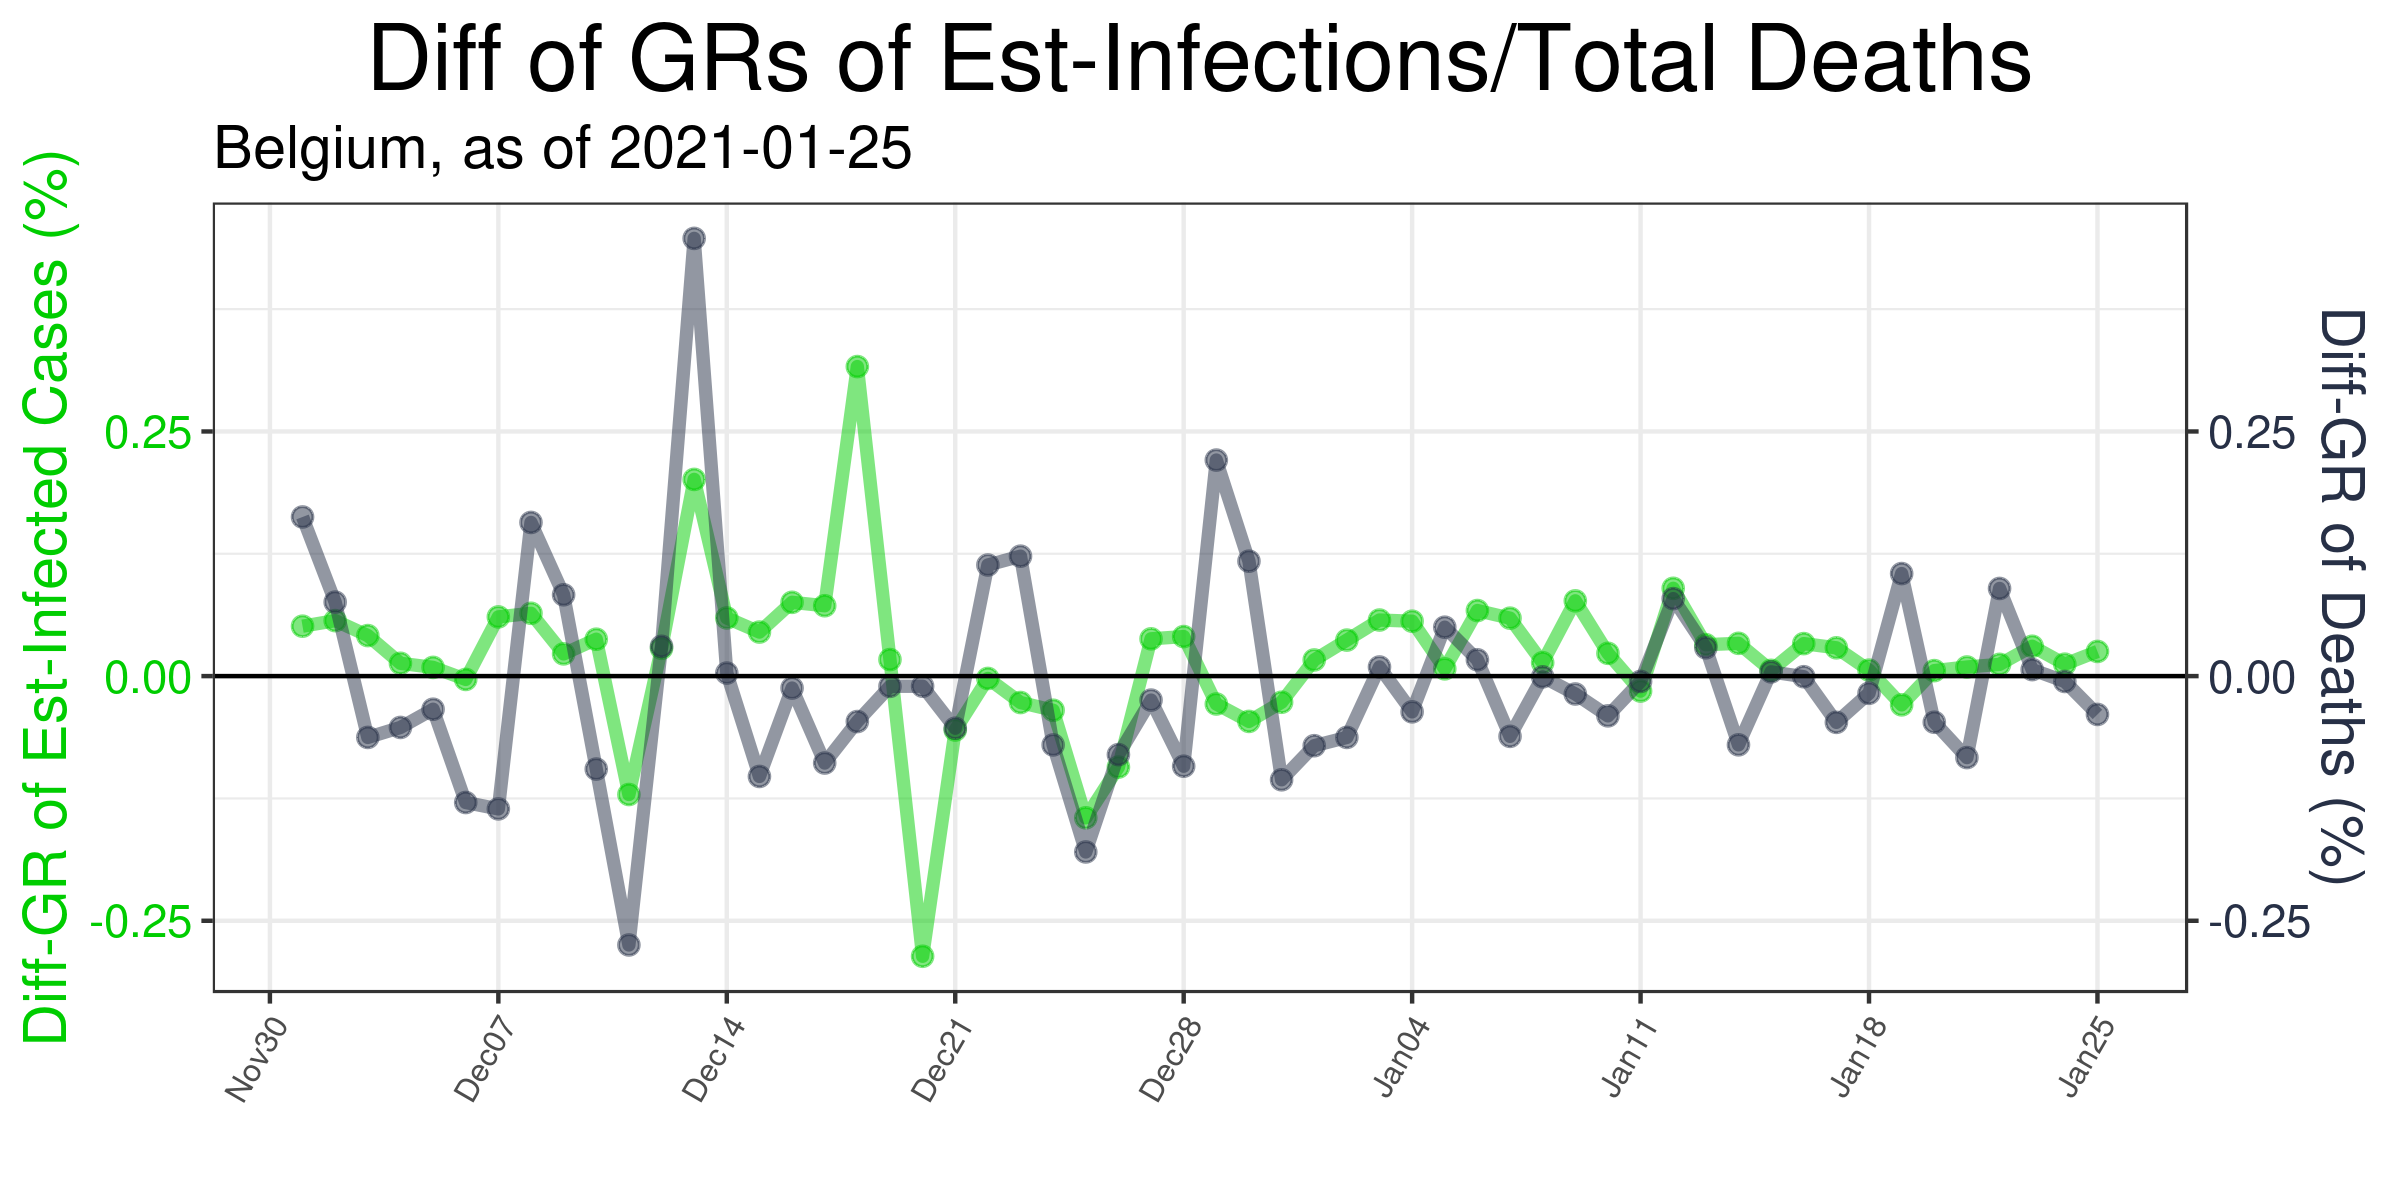 Diff of GRs of Est-Infections/Total Deaths
Belgium, as of 2021-01-25
Diff-GR of Est-Infected Cases (%)
0.25
0.00
-0.25
0.25
0.00
-0.25
Diff-GR of Deaths (%)
Nov30
Dec07
Dec14
Dec21
Dec28
Jan04
Jan11
Jan18
Jan25